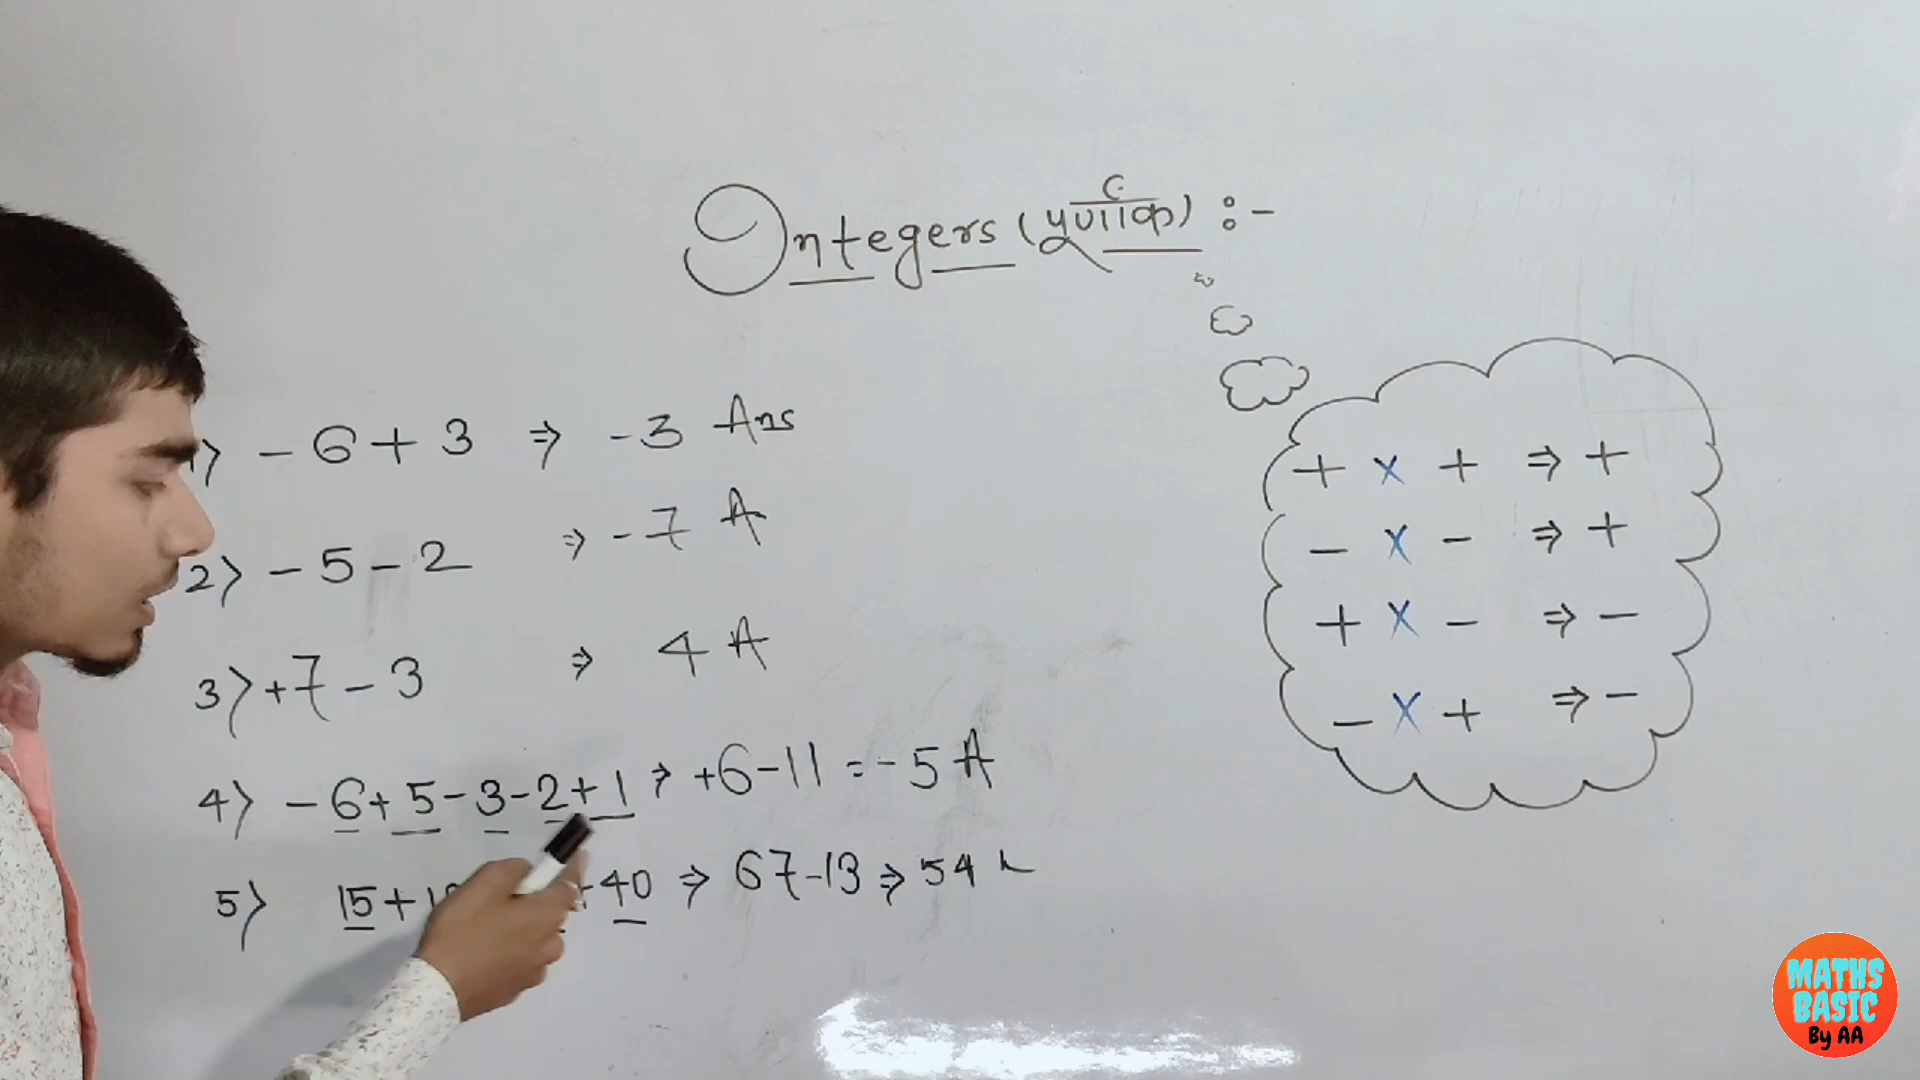 Integers (पूर्णांक) :-
1) - 6 + 3 ⇒ - 3 Ans
2) - 5 - 2 ⇒ - 7 A
3) + 7 - 3 ⇒ 4 A
4) - 6 + 5 - 3 - 2 + 1 ⇒ + 6 - 11 = - 5 A
5) 15 + + 40 ⇒ 67 - 13 ⇒ 54
+ x + ⇒ +
- x - ⇒ +
+ x - ⇒ -
- x + ⇒ -
MATHS
BASIC
By AA